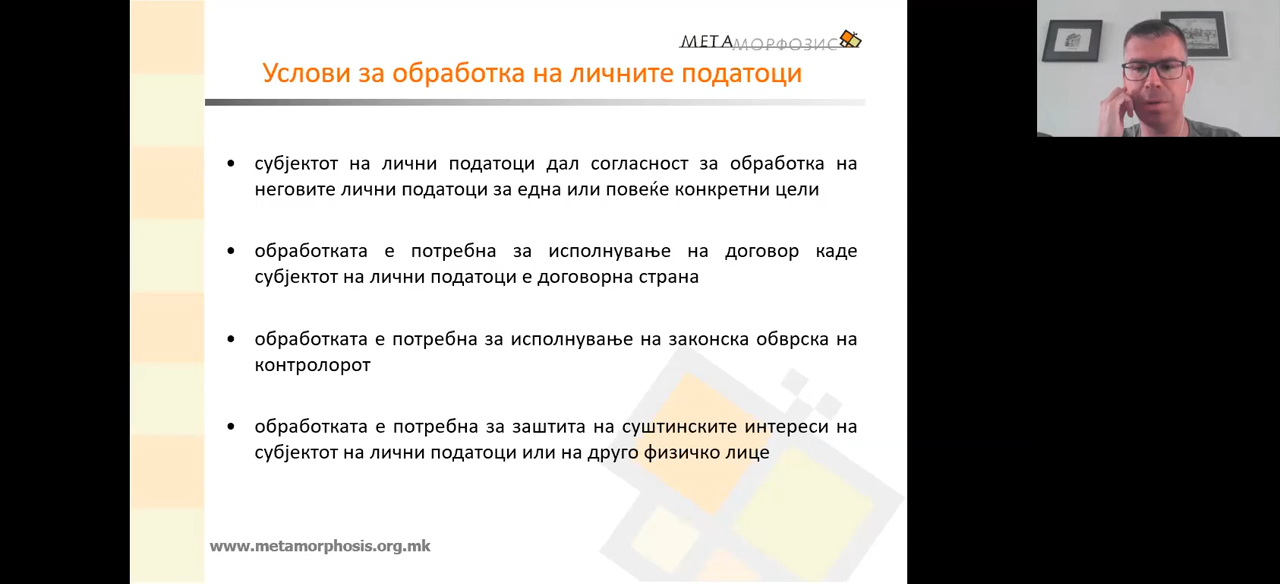 МЕТАМОРФОЗИС
Услови за обработка на личните податоци
• субјектот на лични податоци дал согласност за обработка на
неговите лични податоци за една или повеќе конкретни цели
• обработката е потребна за исполнување на договор каде
субјектот на лични податоци е договорна страна
• обработката е потребна за исполнување на законска обврска на
контролорот
• обработката е потребна за заштита на суштинските интереси на
субјектот на лични податоци или на друго физичко лице
www.metamorphosis.org.mk